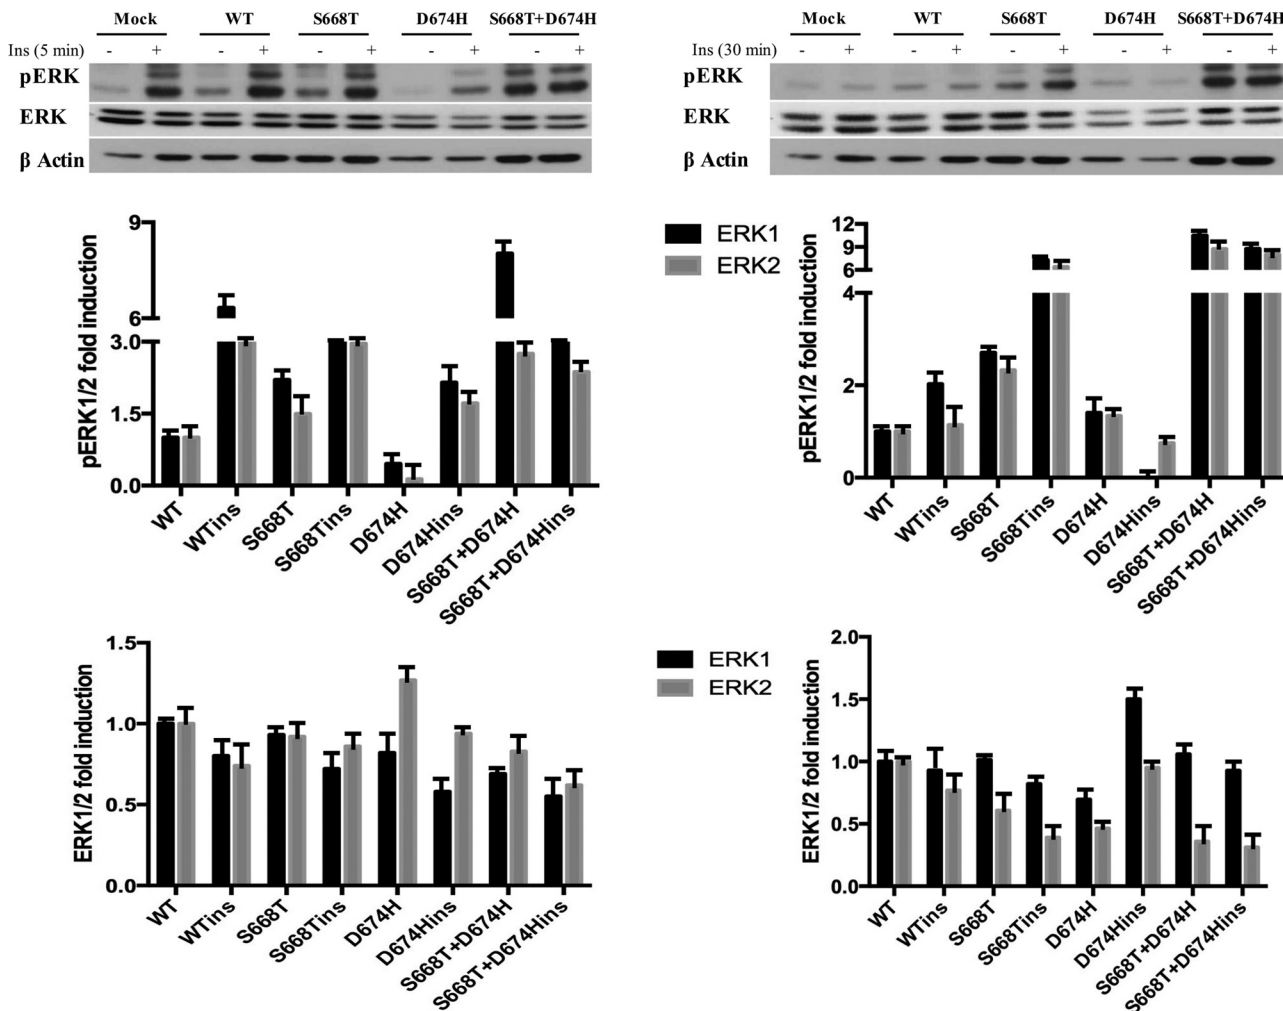 Mock WT S668T D674H S668T+D674H
Ins (5 min) - + - + - + - + - +
pERK
ERK
β Actin
Mock WT S668T D674H S668T+D674H
Ins (30 min) - + - + - + - + - +
pERK
ERK
β Actin
pERK1/2 fold induction
9
6
3.0
1.5
0.0
WT WTins S668T S668Tins D674H D674Hins S668T+D674H S668T+D674Hins
ERK1
ERK2
pERK1/2 fold induction
12
9
6
4
2
0
WT WTins S668T S668Tins D674H D674Hins S668T+D674H S668T+D674Hins
ERK1/2 fold induction
1.5
1.0
0.5
0.0
WT WTins S668T S668Tins D674H D674Hins S668T+D674H S668T+D674Hins
ERK1
ERK2
ERK1/2 fold induction
2.0
1.5
1.0
0.5
0.0
WT WTins S668T S668Tins D674H D674Hins S668T+D674H S668T+D674Hins